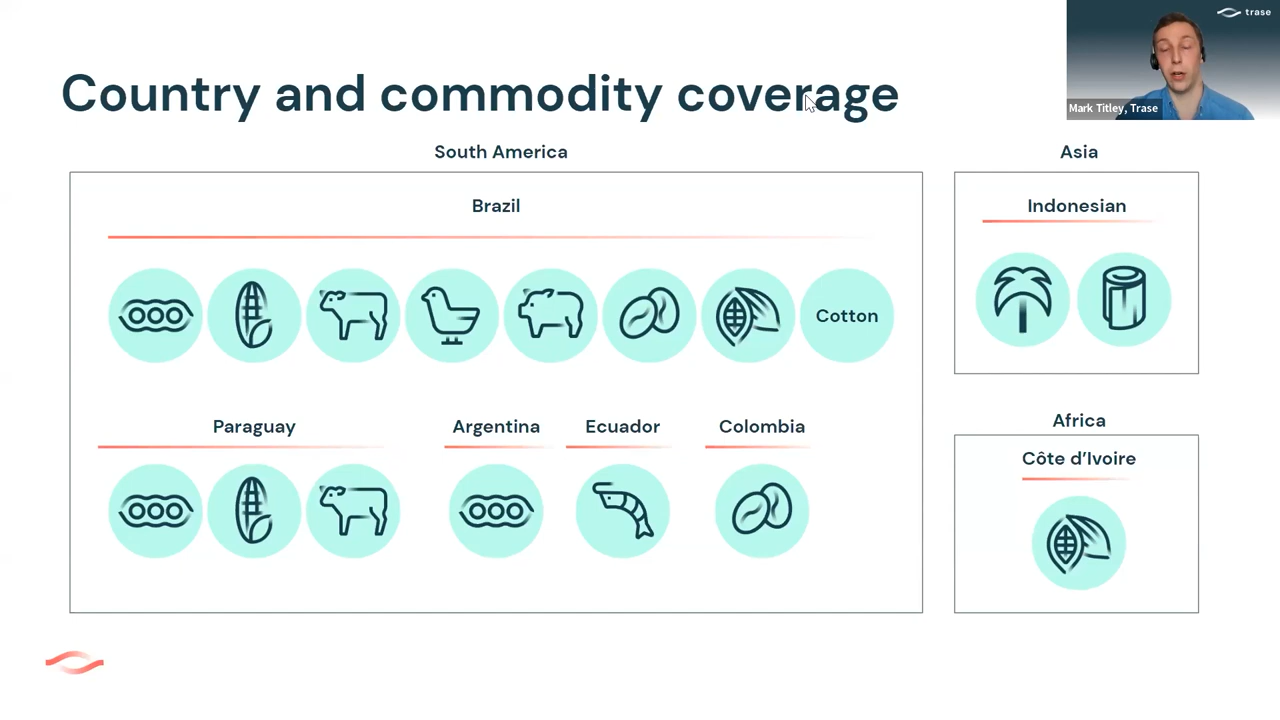 trase
Mark Titley, Trase
Country and commodity coverage
South America
Brazil
Cotton
Paraguay
Argentina
Ecuador
Colombia
Asia
Indonesian
Africa
Côte d'Ivoire